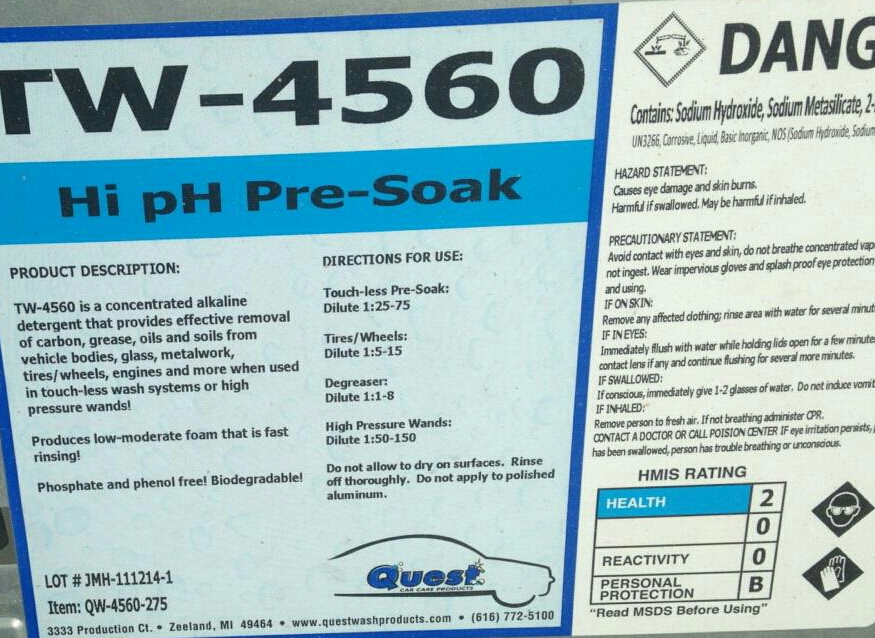 TW-4560
Hi pH Pre-Soak
PRODUCT DESCRIPTION:
TW-4560 is a concentrated alkaline
detergent that provides effective removal
of carbon, grease, oils and soils from
vehicle bodies, glass, metalwork,
tires/wheels, engines and more when used
in touch-less wash systems or high
pressure wands!
Produces low-moderate foam that is fast
rinsing!
Phosphate and phenol free! Biodegradable!
LOT # JMH-111214-1
Item: QW-4560-275
DIRECTIONS FOR USE:
Touch-less Pre-Soak:
Dilute 1:25-75
Tires/Wheels:
Dilute 1:5-15
Degreaser:
Dilute 1:1-8
High Pressure Wands:
Dilute 1:50-150
Do not allow to dry on surfaces. Rinse
off thoroughly. Do not apply to polished
aluminum.
Quest
CAR CARE PRODUCTS
3333 Production Ct. • Zeeland, MI 49464 • www.questwashproducts.com • (616) 772-5100
DANG
Contains: Sodium Hydroxide, Sodium Metasilicate, 2-
UN3266, Corrosive, Liquid, Basic Inorganic, NOS (Sodium Hydroxide, Sodium
HAZARD STATEMENT:
Causes eye damage and skin burns.
Harmful if swallowed. May be harmful if inhaled.
PRECAUTIONARY STATEMENT:
Avoid contact with eyes and skin, do not breathe concentrated vap
not ingest. Wear impervious gloves and splash proof eye protection
and using.
IF ON SKIN:
Remove any affected clothing; rinse area with water for several minut
IF IN EYES:
Immediately fllush with water while holding lids open for a few minutes
contact lens if any and continue flushing for several more minutes.
IF SWALLOWED:
If conscious, immediately give 1-2 glasses of water. Do not induce vomit
IF INHALED:
Remove person to fresh air. If not breathing administer CPR.
CONTACT A DOCTOR OR CALL POISION CENTER IF eye irritation persists,
has been swallowed, person has trouble breathing or unconscious.
HMIS RATING
HEALTH 2
0
REACTIVITY 0
PERSONAL PROTECTION B
"Read MSDS Before Using"